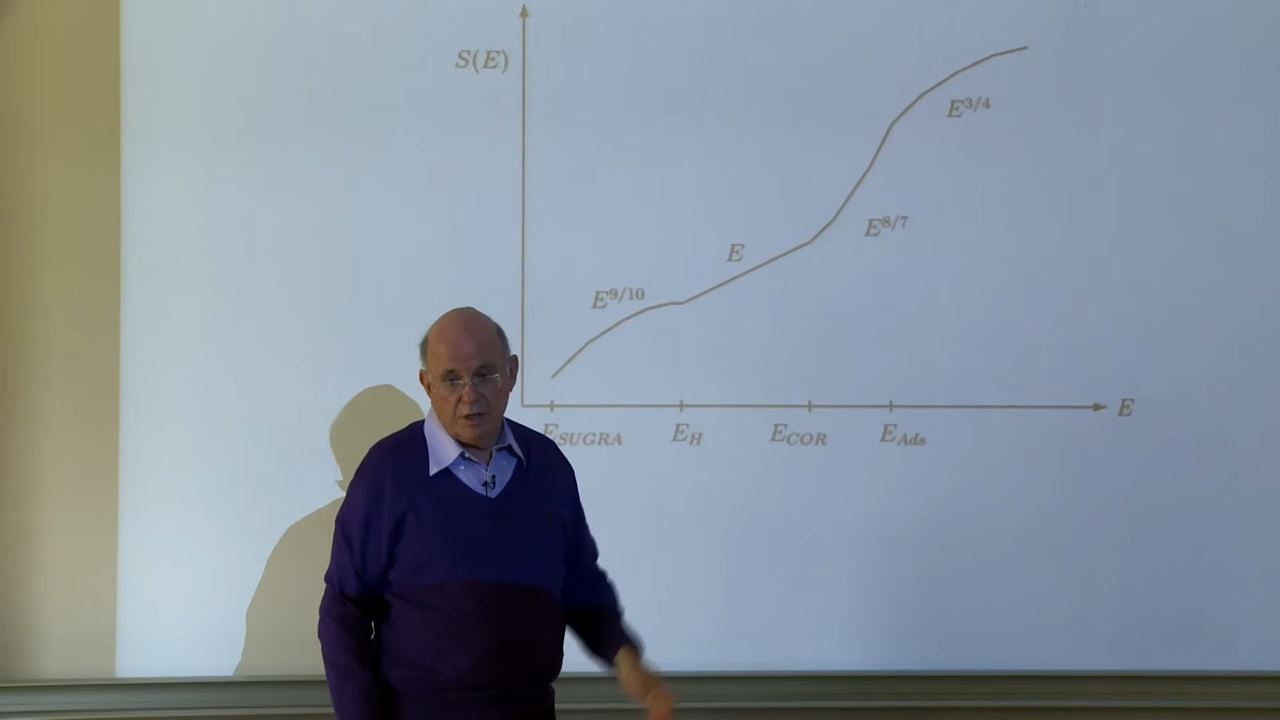 S(E)
E^{3/4}
E^{8/7}
E
E^{9/10}
E
E_{SUGRA} E_H E_{COR} E_{Ads}